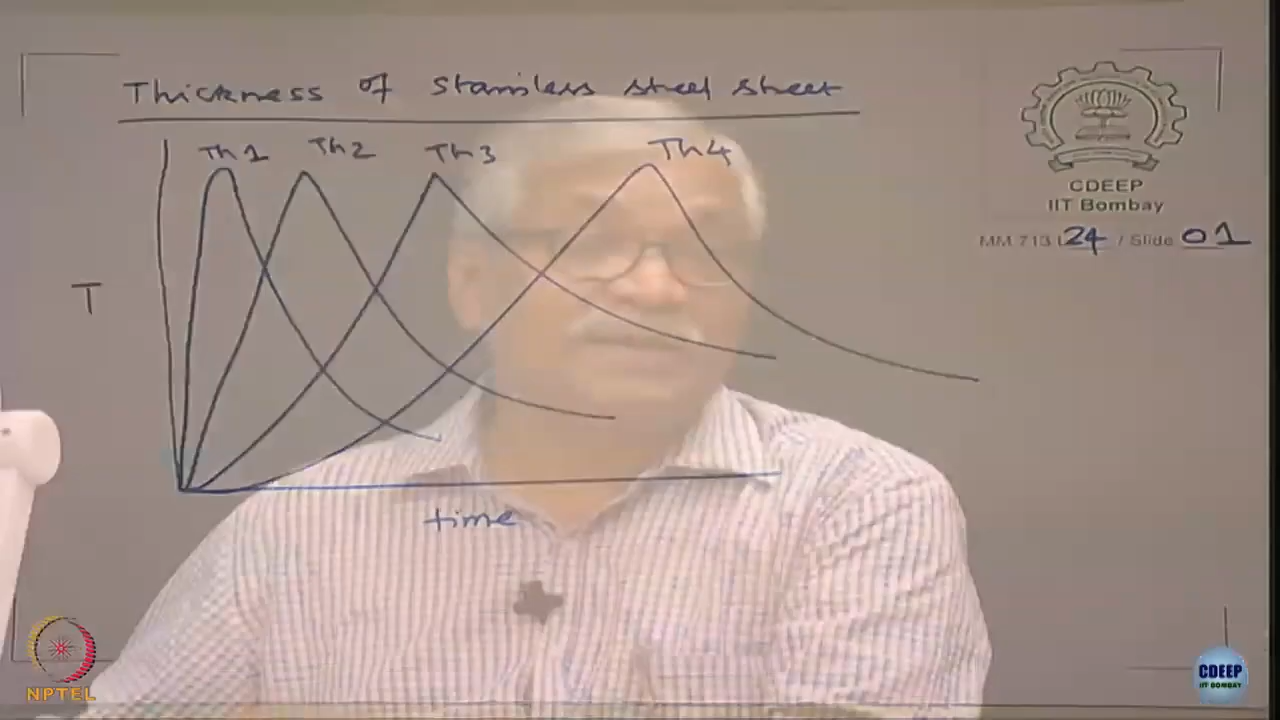 Thickness of Stainless steel sheet
Th1 Th2 Th3 Th4
T
time
CDEEP
IIT Bombay
MM 713 L24 / Slide 01
NPTEL
CDEEP
IIT BOMBAY